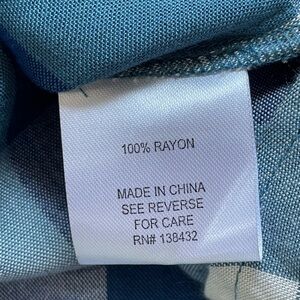 100% RAYON
MADE IN CHINA
SEE REVERSE
FOR CARE
RN# 138432